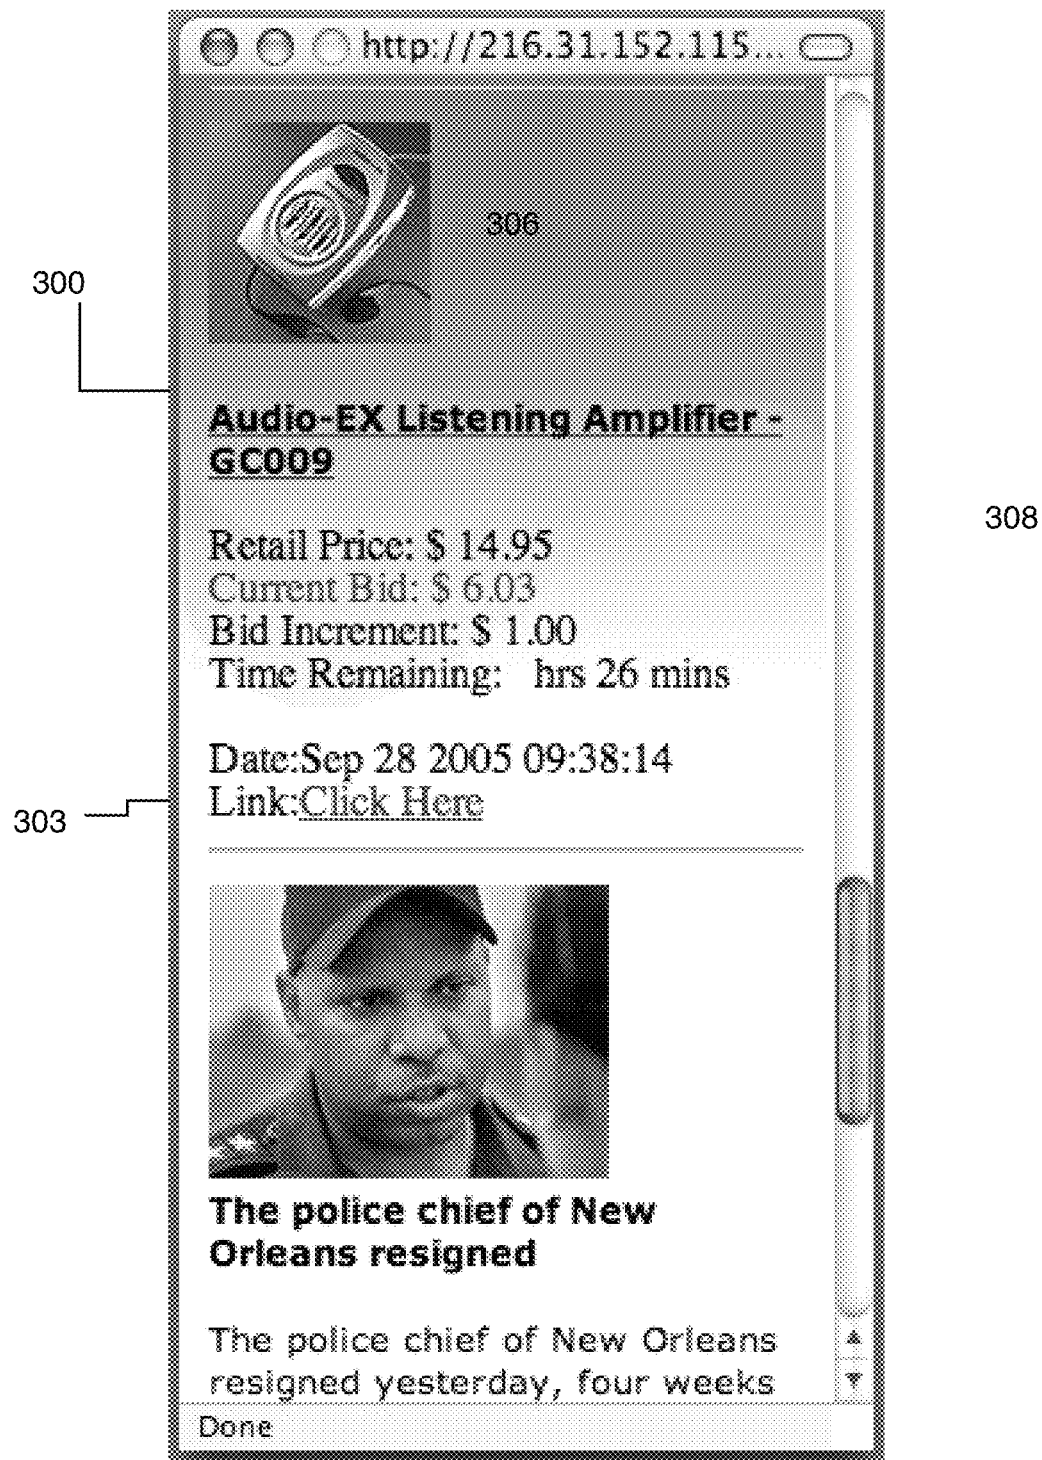 http://216.31.152.115...
306
300
Audio-EX Listening Amplifier -
GC009
308
Retail Price: $ 14.95
Current Bid: $ 6.03
Bid Increment: $ 1.00
Time Remaining: hrs 26 mins
Date:Sep 28 2005 09:38:14
Link:Click Here
303
The police chief of New
Orleans resigned
The police chief of New Orleans
resigned yesterday, four weeks
Done